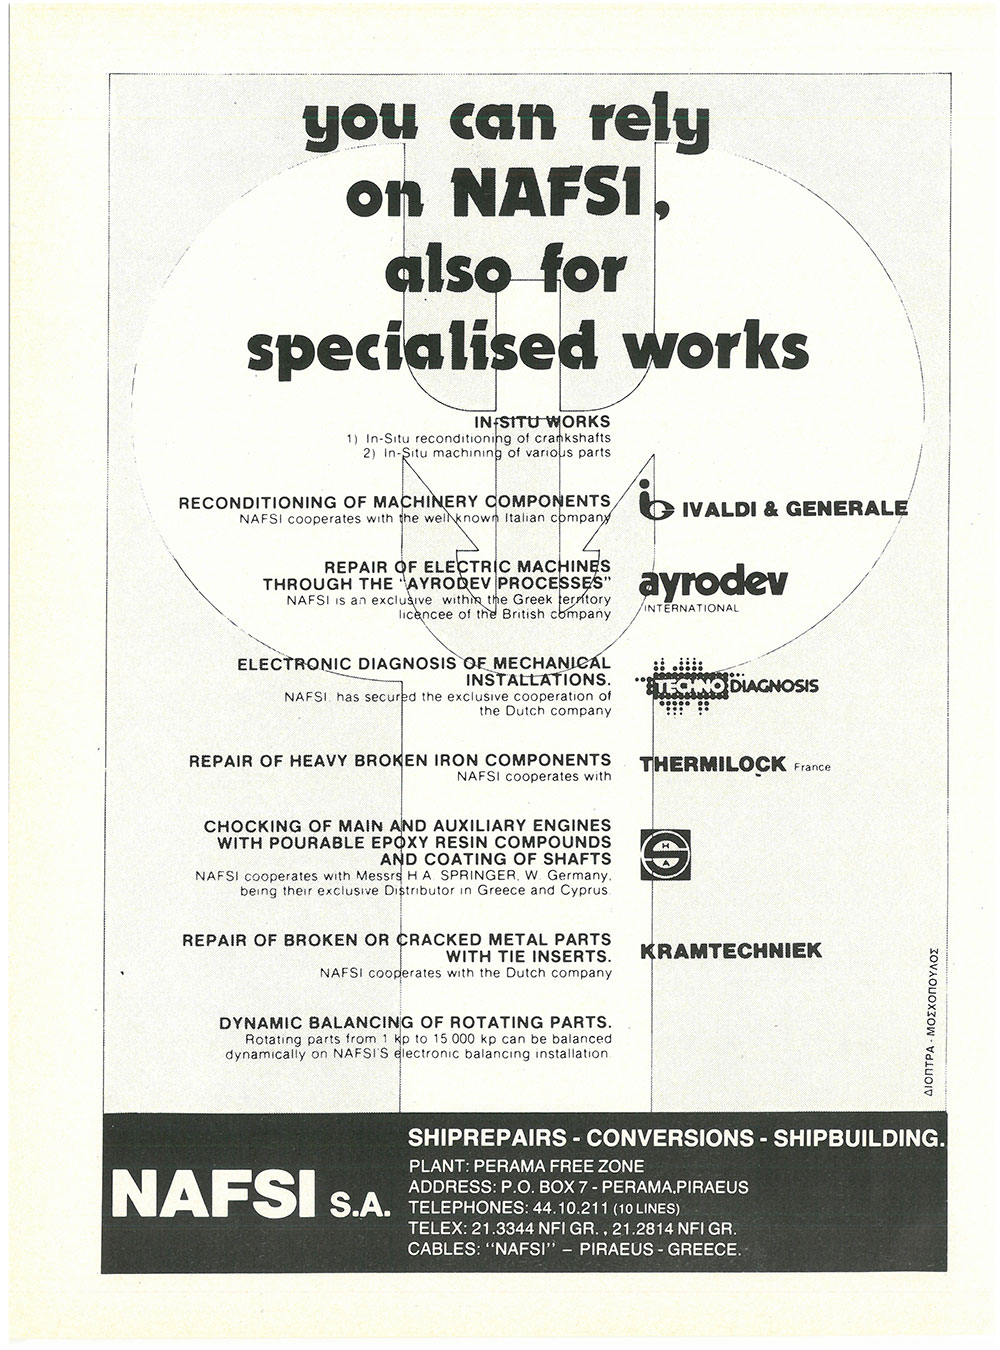 you can rely
on NAFSI,
also for
specialised works
IN-SITU WORKS
1) In-Situ reconditioning of crankshafts
2) In-Situ machining of various parts
RECONDITIONING OF MACHINERY COMPONENTS
NAFSI cooperates with the well known Italian company
IVALDI & GENERALE
REPAIR OF ELECTRIC MACHINES
THROUGH THE "AYRODEV PROCESSES"
NAFSI is an exclusive within the Greek territory
licencee of the British company
ayrodev
INTERNATIONAL
ELECTRONIC DIAGNOSIS OF MECHANICAL
INSTALLATIONS.
NAFSI. has secured the exclusive cooperation of
the Dutch company
TECHNO DIAGNOSIS
REPAIR OF HEAVY BROKEN IRON COMPONENTS
NAFSI cooperates with
THERMILOCK France
CHOCKING OF MAIN AND AUXILIARY ENGINES
WITH POURABLE EPOXY RESIN COMPOUNDS
AND COATING OF SHAFTS
NAFSI cooperates with Messrs H.A. SPRINGER, W. Germany,
being their exclusive Distributor in Greece and Cyprus.
H
A
REPAIR OF BROKEN OR CRACKED METAL PARTS
WITH TIE INSERTS.
NAFSI cooperates with the Dutch company
KRAMTECHNIEK
DYNAMIC BALANCING OF ROTATING PARTS.
Rotating parts from 1 kp to 15 000 kp can be balanced
dynamically on NAFSI'S electronic balancing installation.
ΔΙΟΠΤΡΑ - ΜΟΣΧΟΠΟΥΛΟΣ
NAFSI S.A.
SHIPREPAIRS - CONVERSIONS - SHIPBUILDING.
PLANT: PERAMA FREE ZONE
ADDRESS: P.O. BOX 7 - PERAMA, PIRAEUS
TELEPHONES: 44.10.211 (10 LINES)
TELEX: 21.3344 NFI GR. , 21.2814 NFI GR.
CABLES: "NAFSI" – PIRAEUS - GREECE.